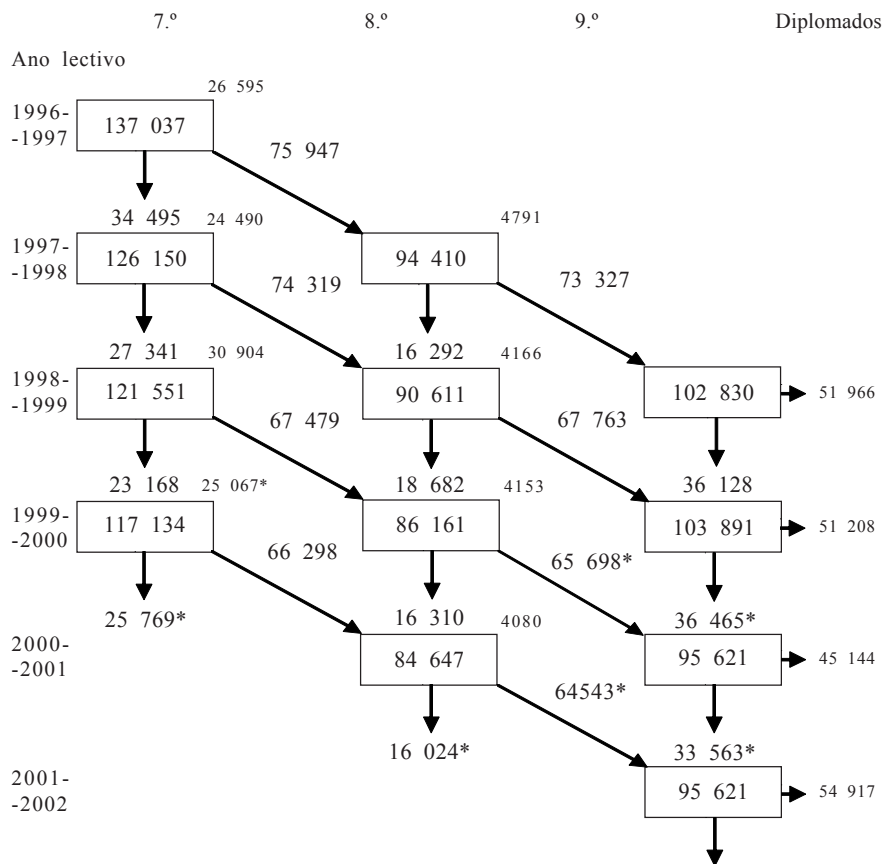 7.º 8.º 9.º Diplomados
Ano lectivo
26 595
1996-
-1997
137 037
75 947
34 495 24 490 4791
1997-
-1998
126 150 94 410
74 319 73 327
27 341 30 904 16 292 4166
1998-
-1999
121 551 90 611 102 830 51 966
67 479 67 763
23 168 25 067* 18 682 4153 36 128
1999-
-2000
117 134 86 161 103 891 51 208
66 298 65 698*
25 769* 16 310 4080 36 465*
2000-
-2001
84 647 95 621 45 144
64543*
16 024* 33 563*
2001-
-2002
95 621 54 917